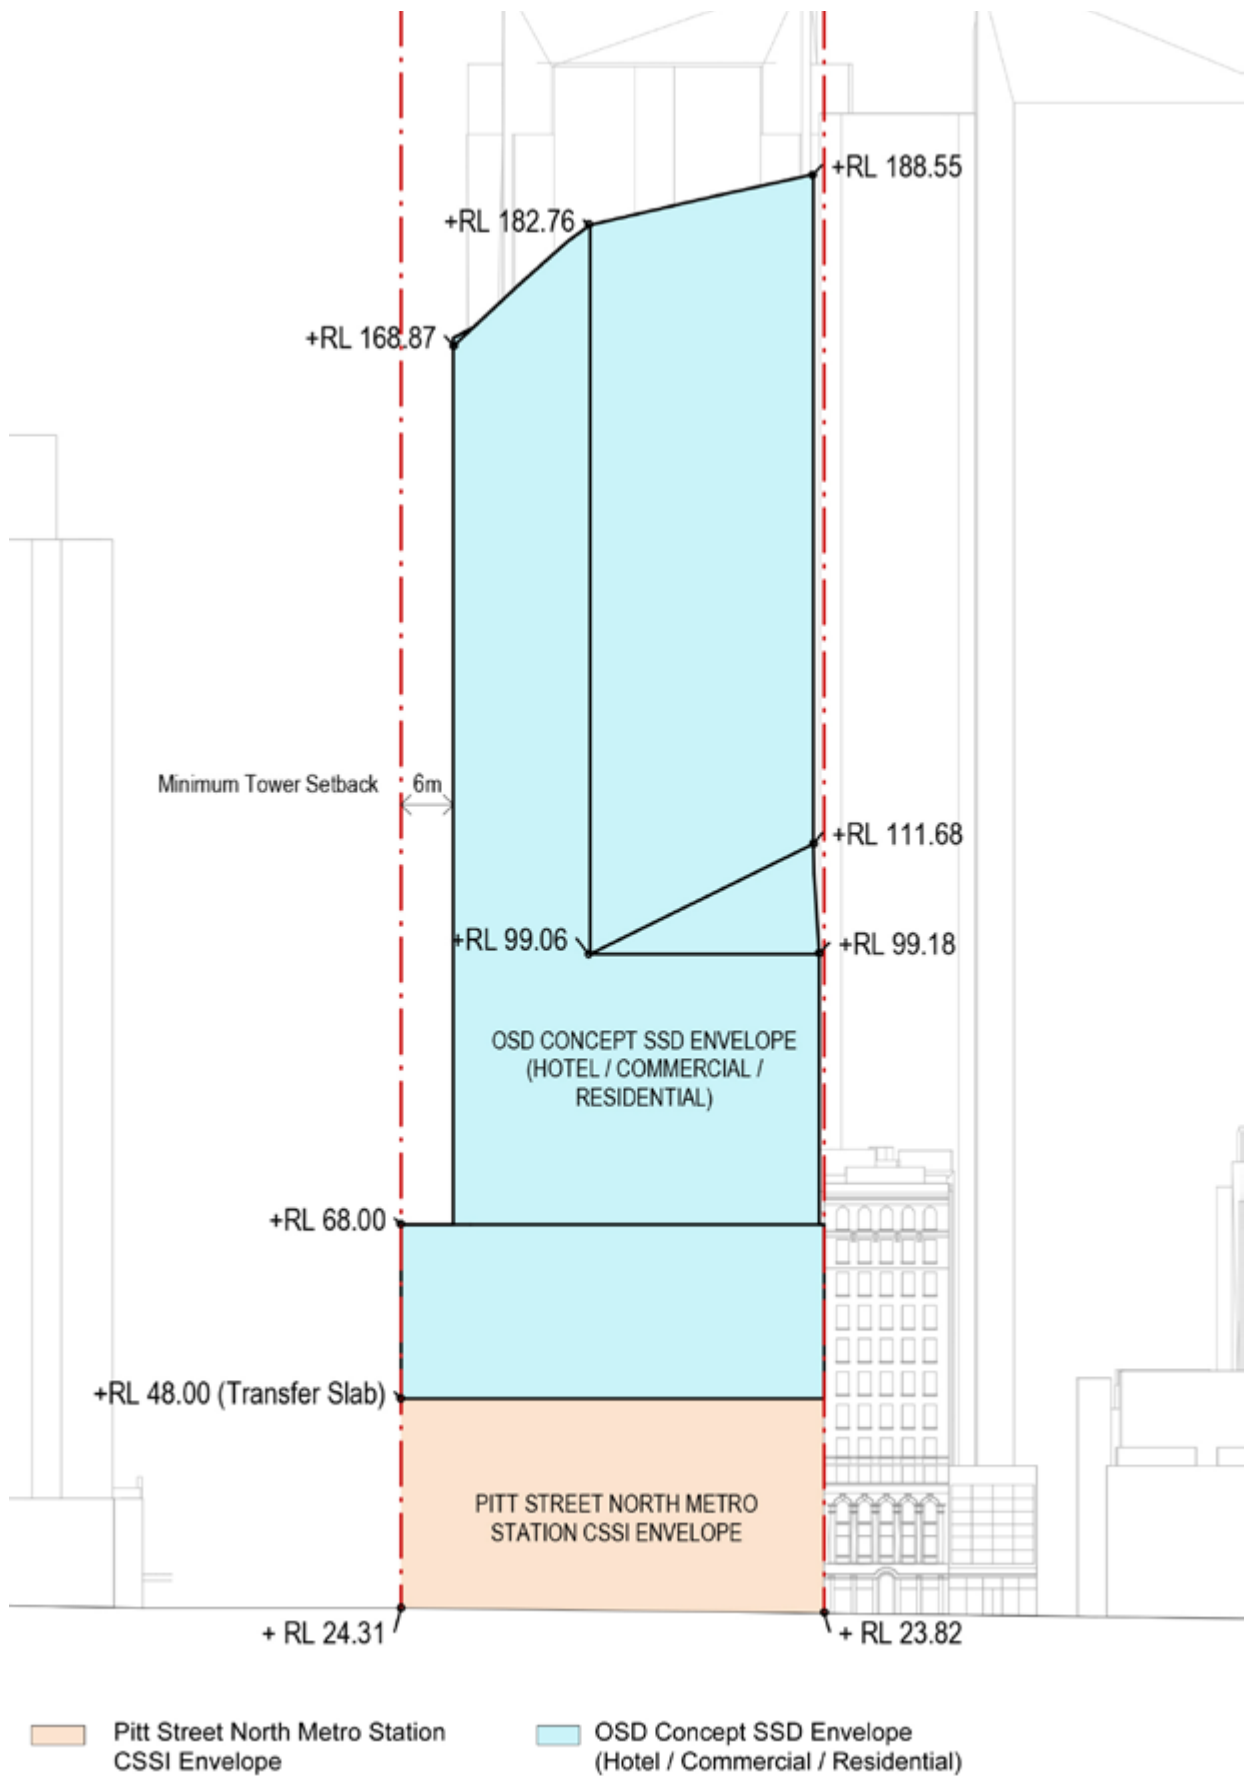 +RL 188.55
+RL 182.76
+RL 168.87
Minimum Tower Setback
6m
+RL 111.68
+RL 99.06
+RL 99.18
OSD CONCEPT SSD ENVELOPE
(HOTEL / COMMERCIAL /
RESIDENTIAL)
+RL 68.00
+RL 48.00 (Transfer Slab)
PITT STREET NORTH METRO
STATION CSSI ENVELOPE
+ RL 24.31
+ RL 23.82
Pitt Street North Metro Station
CSSI Envelope
OSD Concept SSD Envelope
(Hotel / Commercial / Residential)